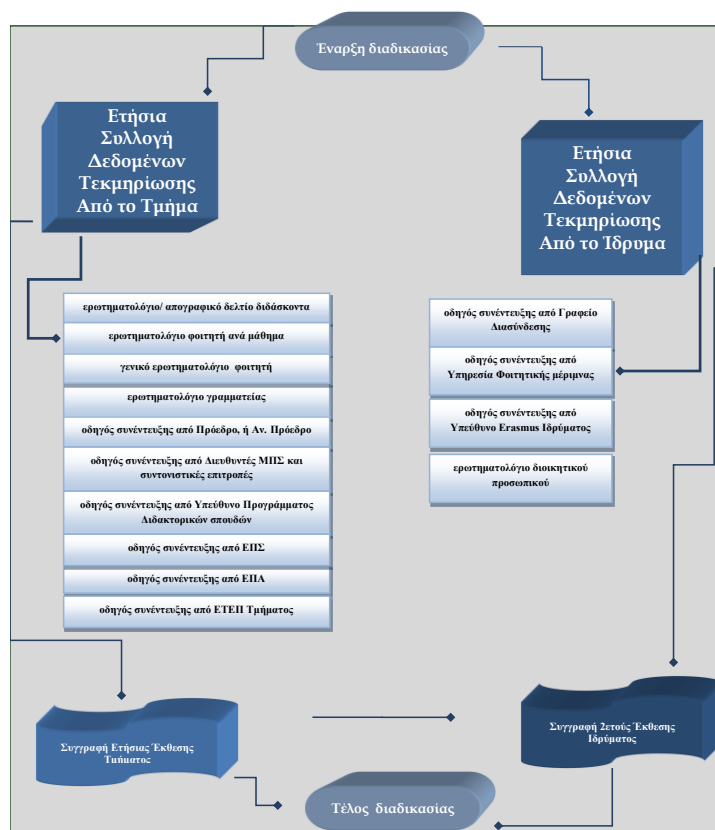 Έναρξη διαδικασίας
Ετήσια
Συλλογή
Δεδομένων
Τεκμηρίωσης
Από το Τμήμα
Ετήσια
Συλλογή
Δεδομένων
Τεκμηρίωσης
Από το Ίδρυμα
ερωτηματολόγιο/ απογραφικό δελτίο διδάσκοντα
ερωτηματολόγιο φοιτητή ανά μάθημα
γενικό ερωτηματολόγιο φοιτητή
ερωτηματολόγιο γραμματείας
οδηγός συνέντευξης από Πρόεδρο, ή Αν. Πρόεδρο
οδηγός συνέντευξης από Διευθυντές ΜΠΣ και
συντονιστικές επιτροπές
οδηγός συνέντευξης από Υπεύθυνο Προγράμματος
Διδακτορικών σπουδών
οδηγός συνέντευξης από ΕΠΣ
οδηγός συνέντευξης από ΕΠΑ
οδηγός συνέντευξης από ΕΤΕΠ Τμήματος
οδηγός συνέντευξης από Γραφείο
Διασύνδεσης
οδηγός συνέντευξης από
Υπηρεσία Φοιτητικής μέριμνας
οδηγός συνέντευξης από
Υπεύθυνο Erasmus Ιδρύματος
ερωτηματολόγιο διοικητικού
προσωπικού
Συγγραφή Ετήσιας Έκθεσης
Τμήματος
Συγγραφή 2ετούς Έκθεσης
Ιδρύματος
Τέλος διαδικασίας